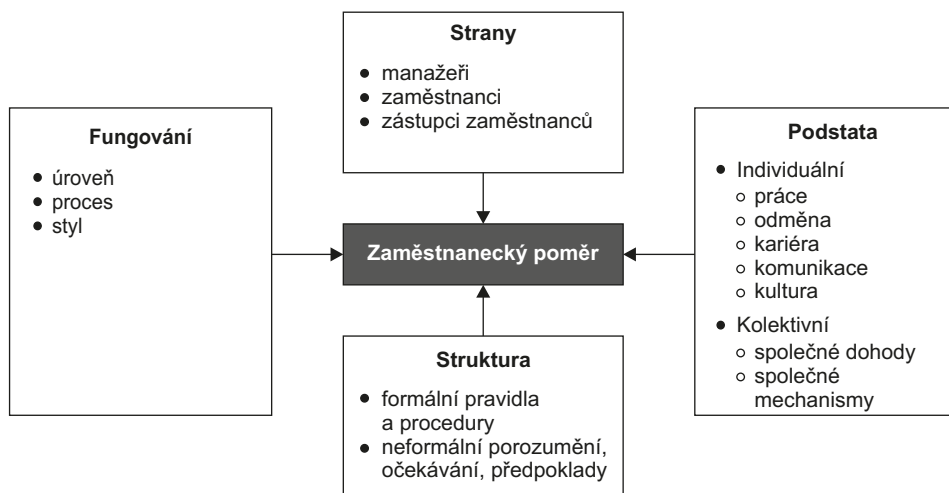 Strany
• manažeři
• zaměstnanci
• zástupci zaměstnanců
Fungování
• úroveň
• proces
• styl
Zaměstnanecký poměr
Podstata
• Individuální
○ práce
○ odměna
○ kariéra
○ komunikace
○ kultura
• Kolektivní
○ společné dohody
○ společné
mechanismy
Struktura
• formální pravidla
a procedury
• neformální porozumění,
očekávání, předpoklady